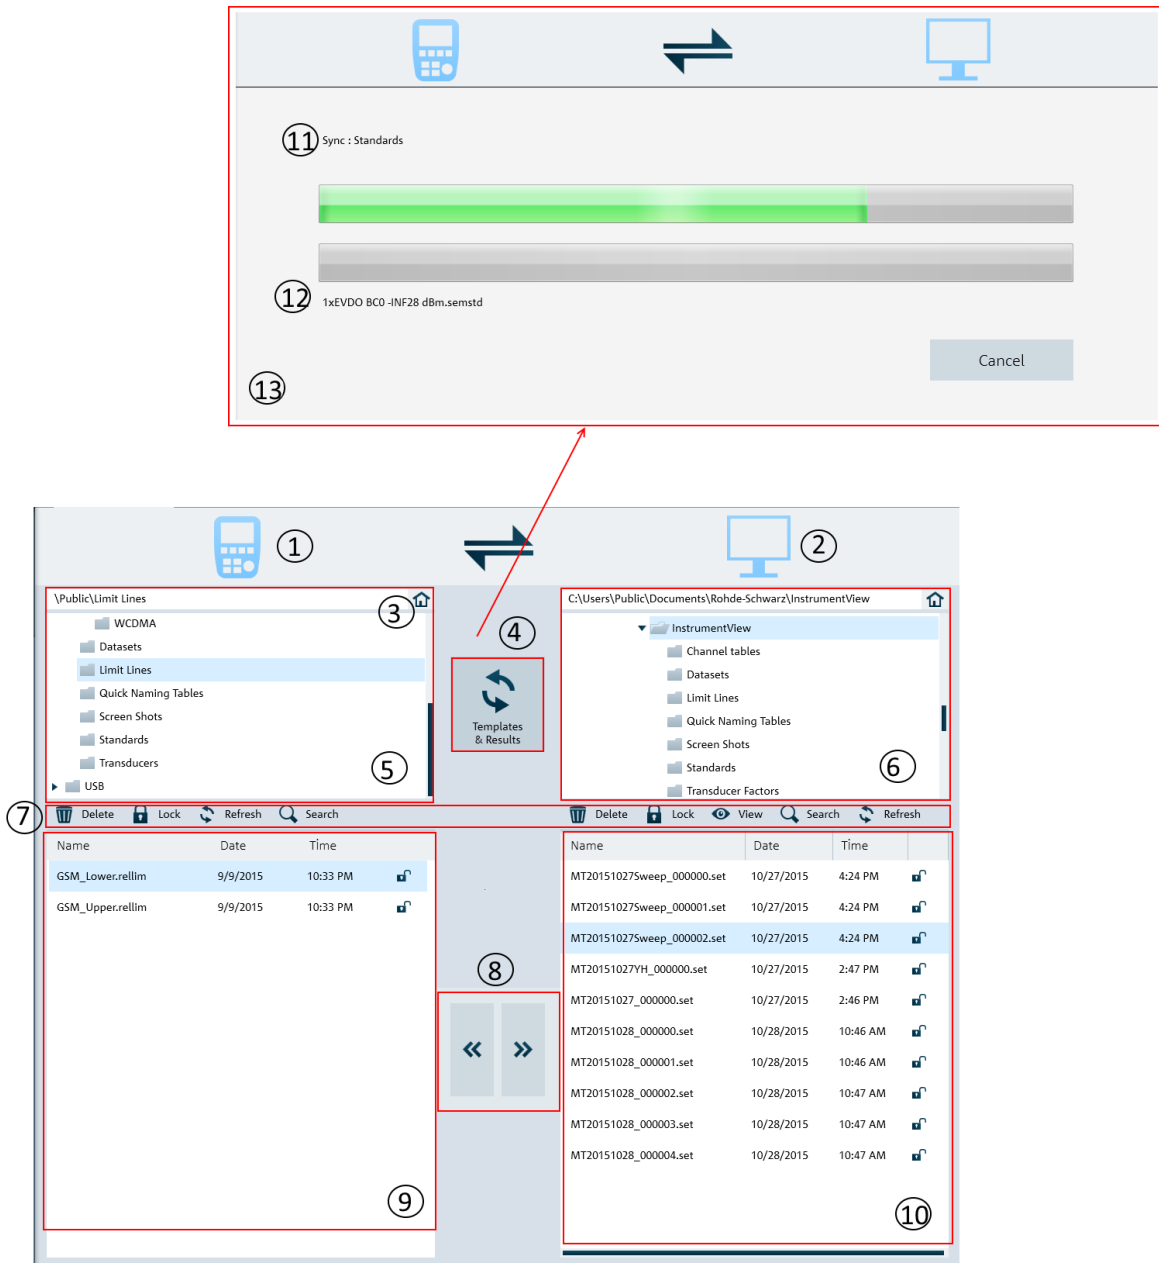 11 Sync : Standards
12 1xEVDO BC0 -INF28 dBm.semstd
Cancel
13
1
2
\Public\Limit Lines
3
WCDMA
Datasets
Limit Lines
Quick Naming Tables
Screen Shots
Standards
Transducers
USB
5
4
Templates
& Results
C:\Users\Public\Documents\Rohde-Schwarz\InstrumentView
InstrumentView
Channel tables
Datasets
Limit Lines
Quick Naming Tables
Screen Shots
Standards
Transducer Factors
6
7 Delete Lock Refresh Search
Delete Lock View Search Refresh
Name Date Time
GSM_Lower.rellim 9/9/2015 10:33 PM
GSM_Upper.rellim 9/9/2015 10:33 PM
9
8
« »
Name Date Time
MT20151027Sweep_000000.set 10/27/2015 4:24 PM
MT20151027Sweep_000001.set 10/27/2015 4:24 PM
MT20151027Sweep_000002.set 10/27/2015 4:24 PM
MT20151027YH_000000.set 10/27/2015 2:47 PM
MT20151027_000000.set 10/27/2015 2:46 PM
MT20151028_000000.set 10/28/2015 10:46 AM
MT20151028_000001.set 10/28/2015 10:46 AM
MT20151028_000002.set 10/28/2015 10:47 AM
MT20151028_000003.set 10/28/2015 10:47 AM
MT20151028_000004.set 10/28/2015 10:47 AM
10